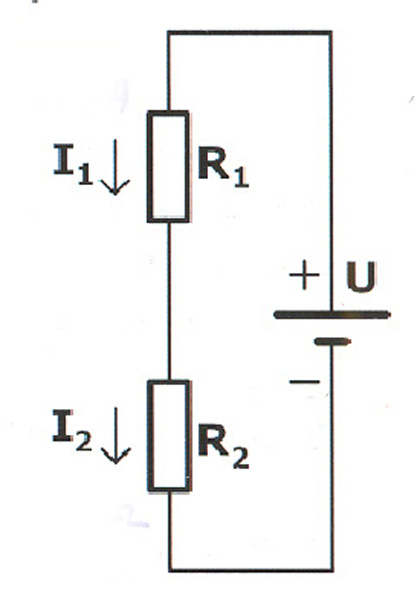 I₁ R₁
+ U
−
I₂ R₂